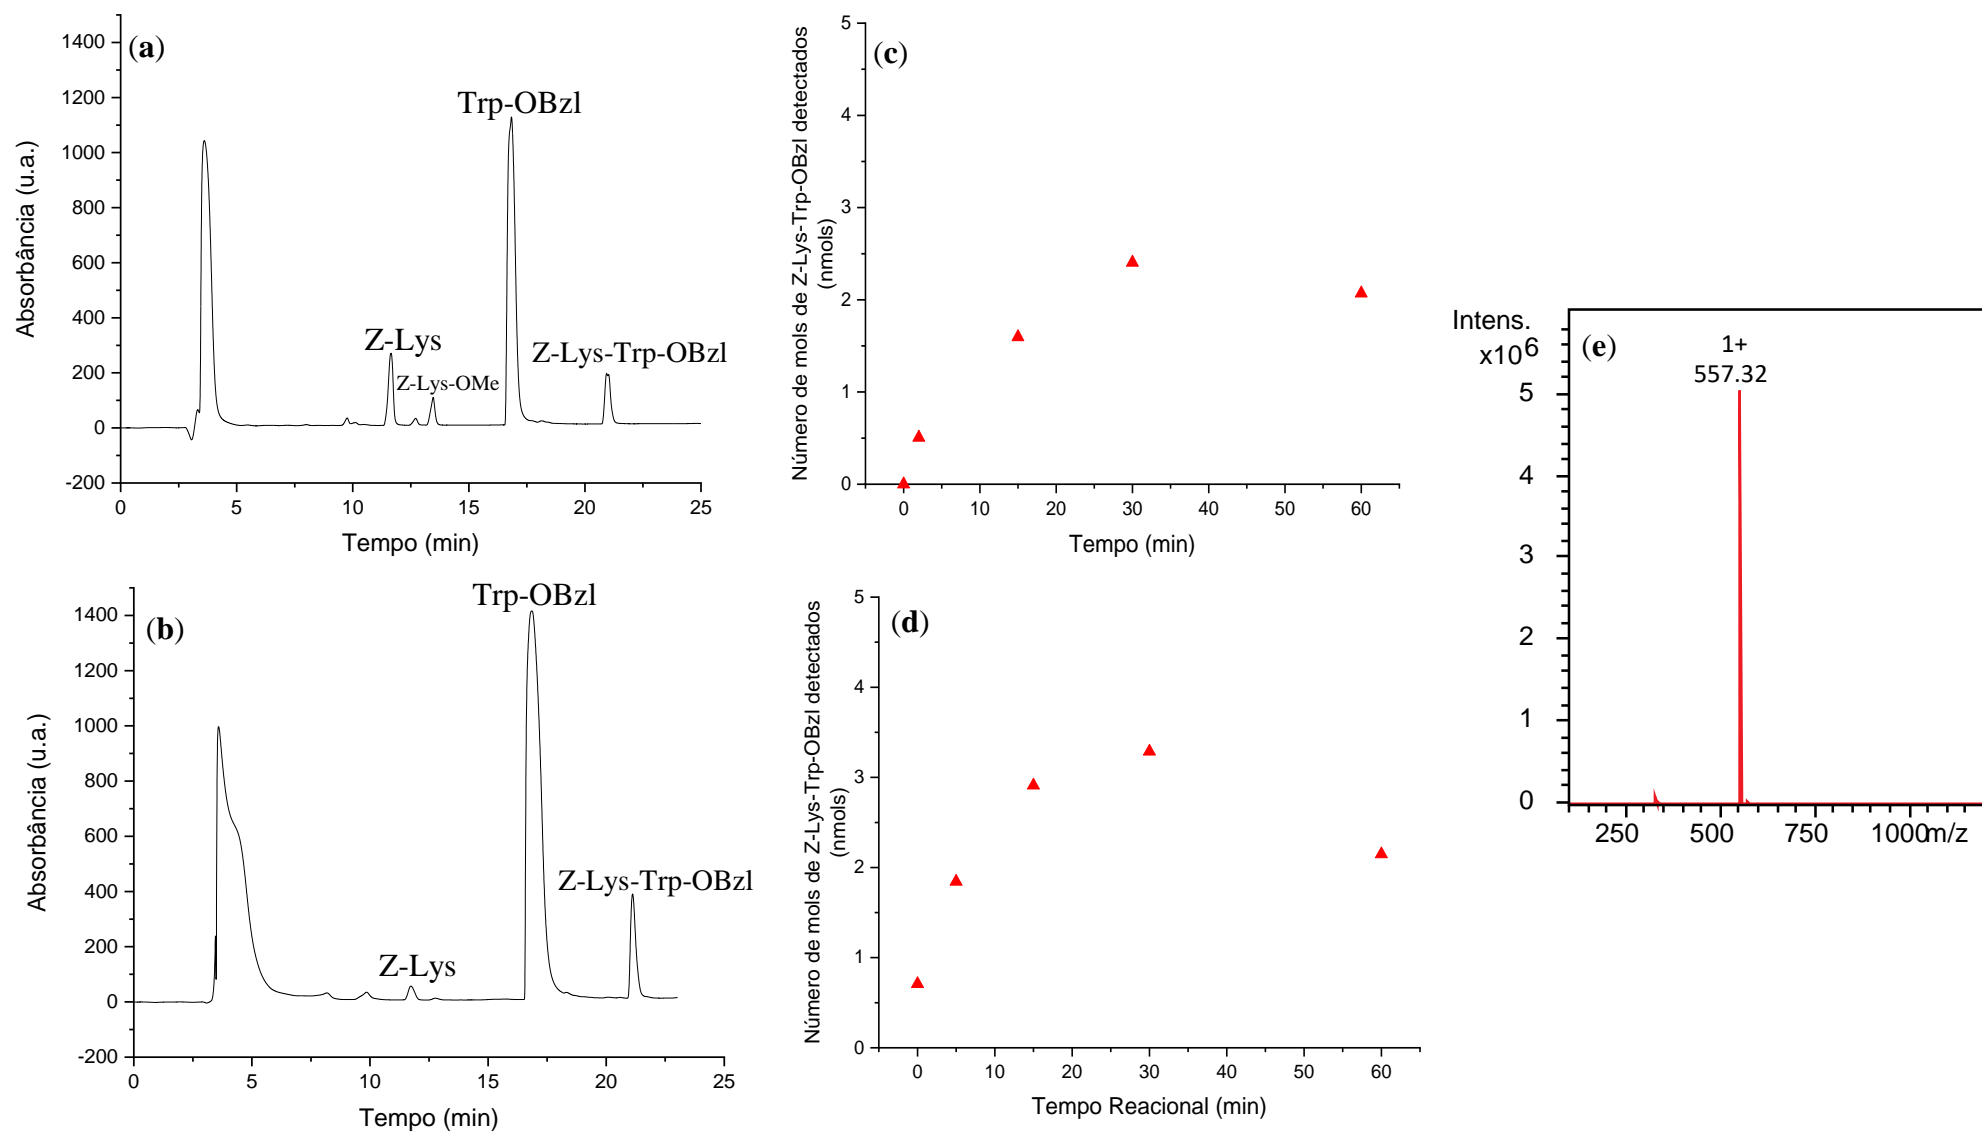 (a)
Absorbância (u.a.)
1400
1200
1000
800
600
400
200
0
-200
Trp-OBzl
Z-Lys
Z-Lys-OMe
Z-Lys-Trp-OBzl
0 5 10 15 20 25
Tempo (min)
(b)
Absorbância (u.a.)
1400
1200
1000
800
600
400
200
0
-200
Trp-OBzl
Z-Lys-Trp-OBzl
Z-Lys
0 5 10 15 20 25
Tempo (min)
(c)
Número de mols de Z-Lys-Trp-OBzl detectados
(nmols)
5
4
3
2
1
0
0 10 20 30 40 50 60
Tempo (min)
(d)
Número de mols de Z-Lys-Trp-OBzl detectados
(nmols)
5
4
3
2
1
0
0 10 20 30 40 50 60
Tempo Reacional (min)
Intens.
x10⁶
(e)
1+
557.32
5
4
3
2
1
0
250 500 750 1000 m/z